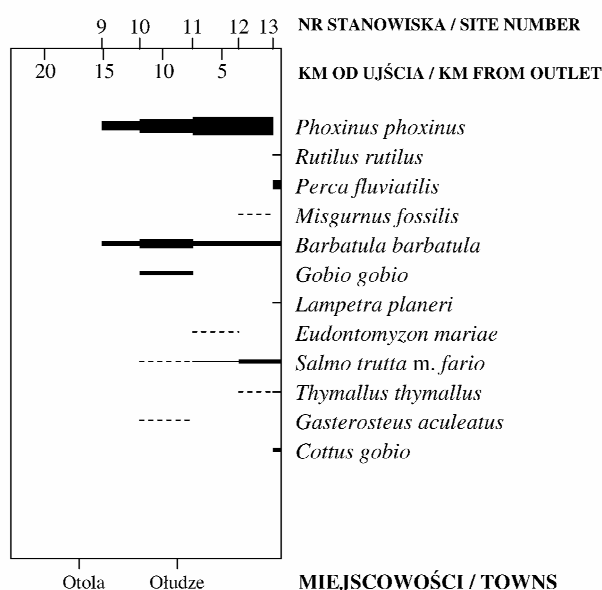 9 10 11 12 13 NR STANOWISKA / SITE NUMBER
20 15 10 5 KM OD UJŚCIA / KM FROM OUTLET
Phoxinus phoxinus
Rutilus rutilus
Perca fluviatilis
Misgurnus fossilis
Barbatula barbatula
Gobio gobio
Lampetra planeri
Eudontomyzon mariae
Salmo trutta m. fario
Thymallus thymallus
Gasterosteus aculeatus
Cottus gobio
Otola Ołudze MIEJSCOWOŚCI / TOWNS